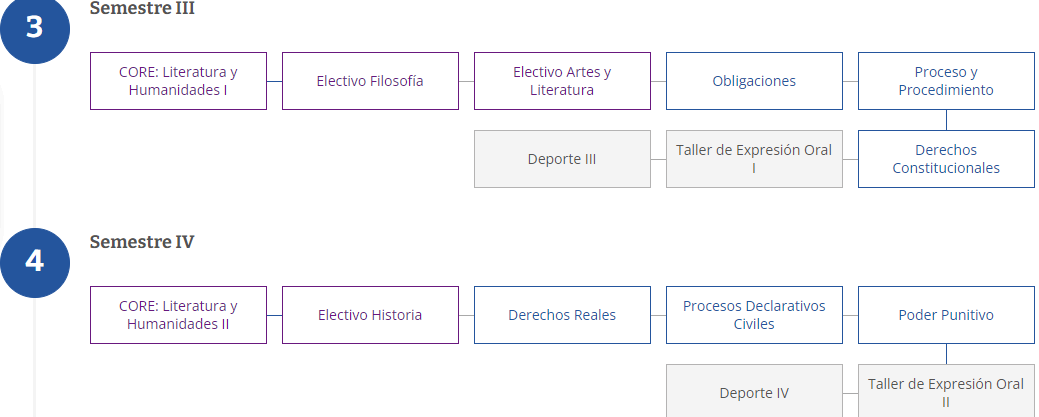 3
Semestre III
CORE: Literatura y
Humanidades I
Electivo Filosofía
Electivo Artes y
Literatura
Obligaciones
Proceso y
Procedimiento
Deporte III
Taller de Expresión Oral
I
Derechos
Constitucionales
4
Semestre IV
CORE: Literatura y
Humanidades II
Electivo Historia
Derechos Reales
Procesos Declarativos
Civiles
Poder Punitivo
Deporte IV
Taller de Expresión Oral
II